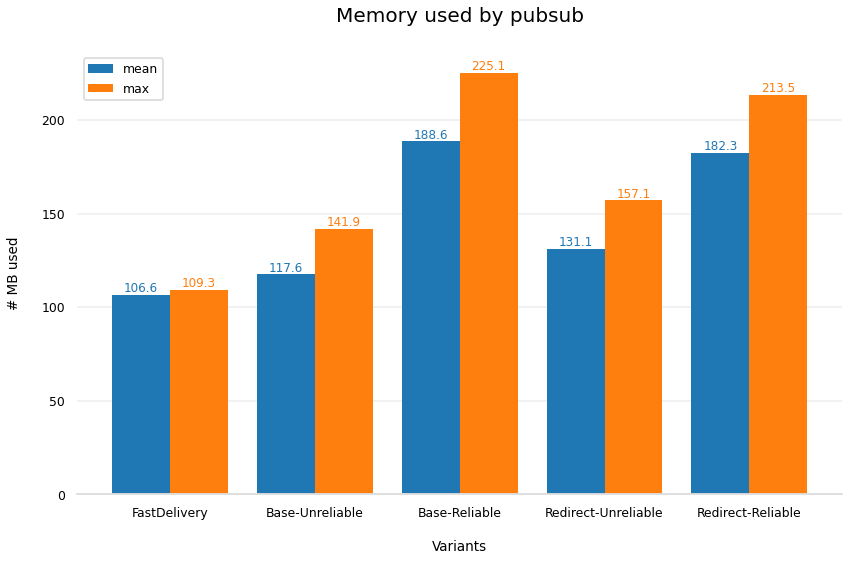 Memory used by pubsub
mean
max
# MB used
200
150
100
50
0
106.6
109.3
117.6
141.9
188.6
225.1
131.1
157.1
182.3
213.5
FastDelivery
Base-Unreliable
Base-Reliable
Redirect-Unreliable
Redirect-Reliable
Variants